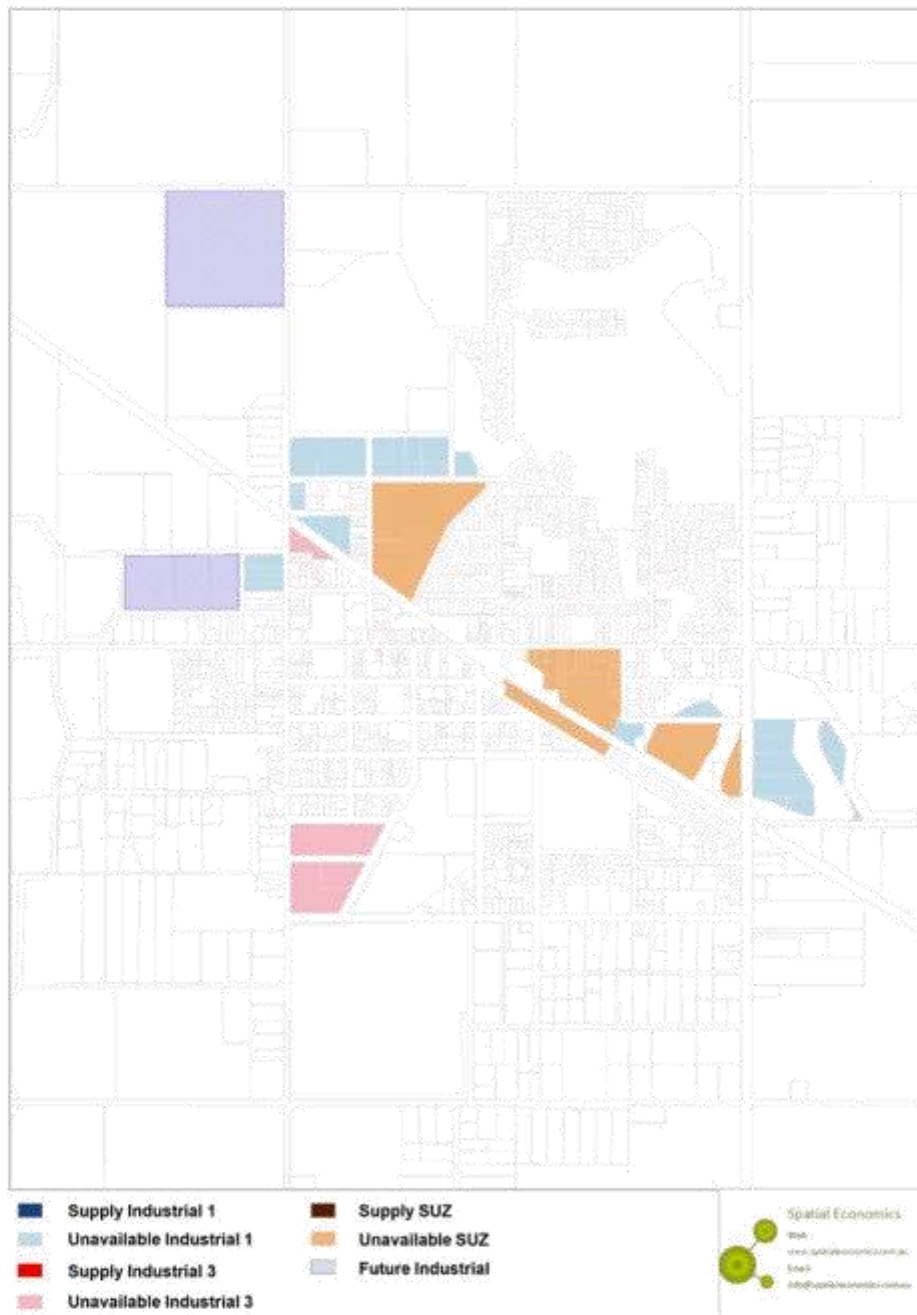 Supply Industrial 1
Unavailable Industrial 1
Supply Industrial 3
Unavailable Industrial 3
Supply SUZ
Unavailable SUZ
Future Industrial
Spatial Economics